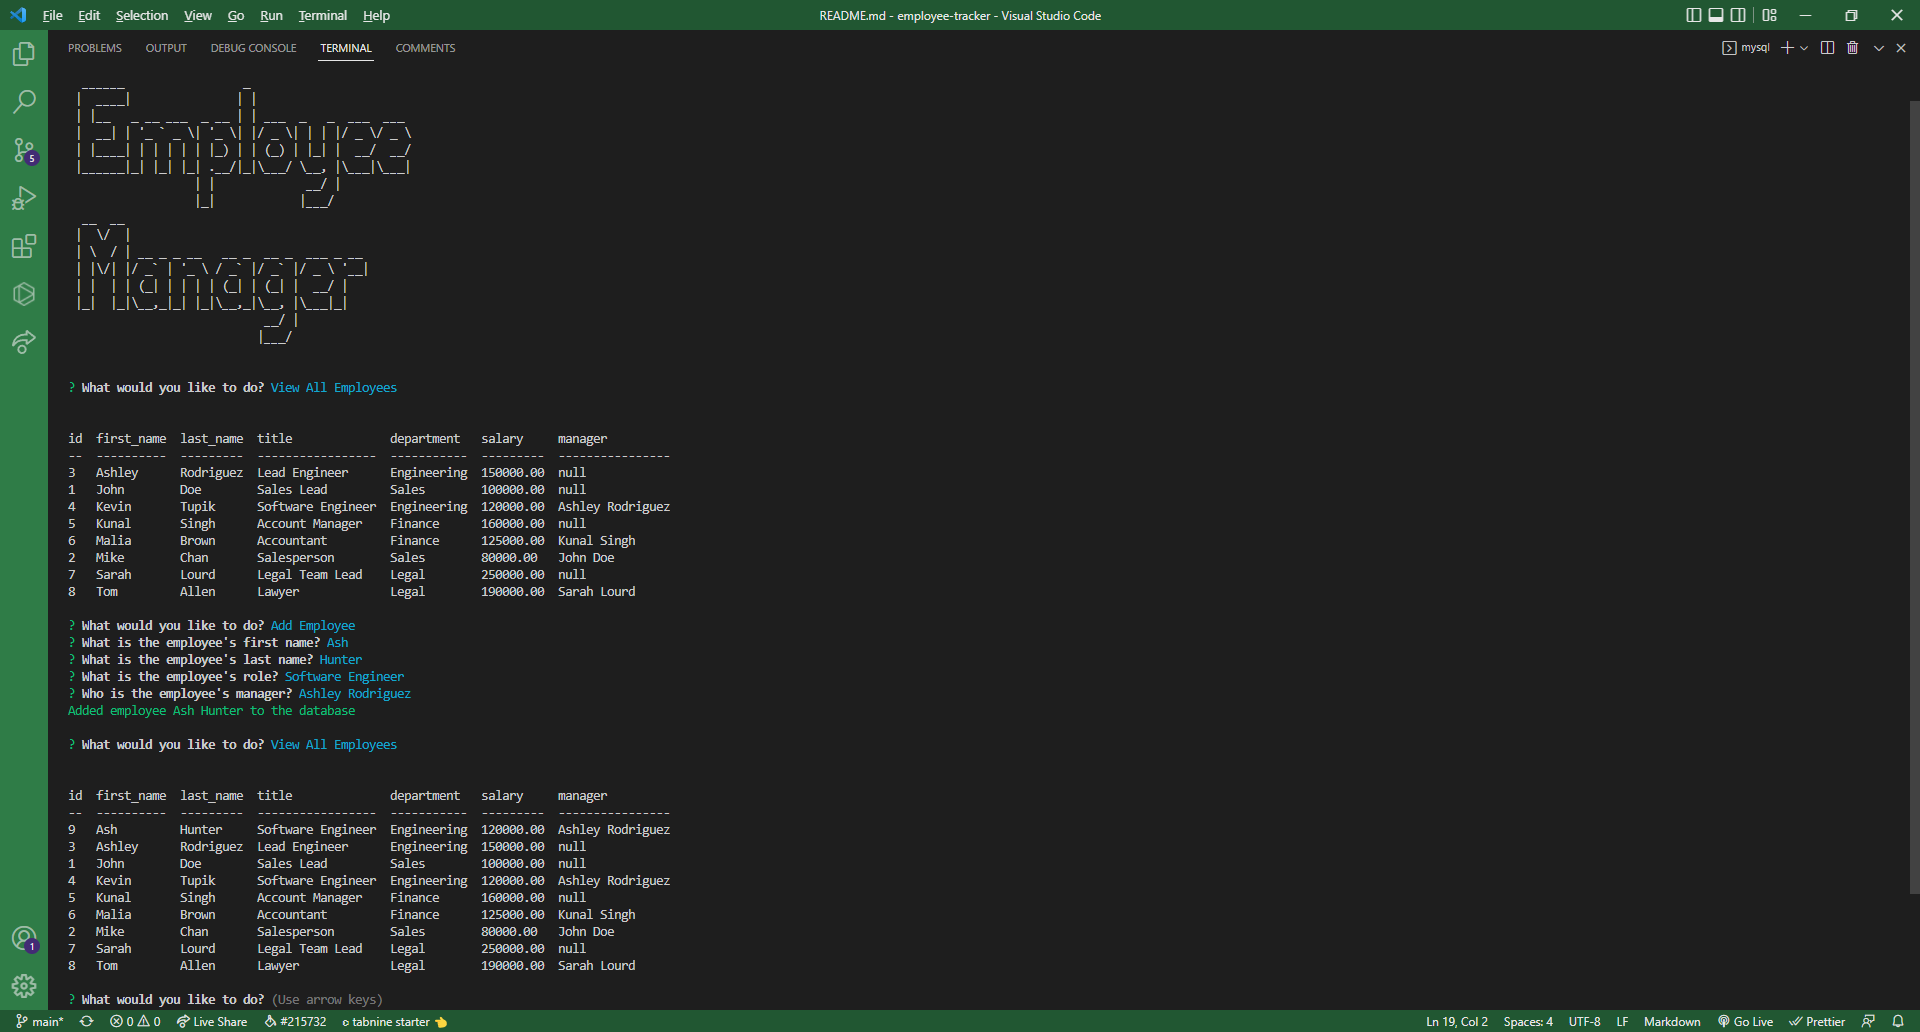 File Edit Selection View Go Run Terminal Help
README.md - employee-tracker - Visual Studio Code
PROBLEMS OUTPUT DEBUG CONSOLE TERMINAL COMMENTS
mysql
Employee
Manager
? What would you like to do? View All Employees
id first_name last_name title department salary manager
-- ---------- --------- ----------------- ----------- --------- ----------------
3 Ashley Rodriguez Lead Engineer Engineering 150000.00 null
1 John Doe Sales Lead Sales 100000.00 null
4 Kevin Tupik Software Engineer Engineering 120000.00 Ashley Rodriguez
5 Kunal Singh Account Manager Finance 160000.00 null
6 Malia Brown Accountant Finance 125000.00 Kunal Singh
2 Mike Chan Salesperson Sales 80000.00 John Doe
7 Sarah Lourd Legal Team Lead Legal 250000.00 null
8 Tom Allen Lawyer Legal 190000.00 Sarah Lourd
? What would you like to do? Add Employee
? What is the employee's first name? Ash
? What is the employee's last name? Hunter
? What is the employee's role? Software Engineer
? Who is the employee's manager? Ashley Rodriguez
Added employee Ash Hunter to the database
? What would you like to do? View All Employees
id first_name last_name title department salary manager
-- ---------- --------- ----------------- ----------- --------- ----------------
9 Ash Hunter Software Engineer Engineering 120000.00 Ashley Rodriguez
3 Ashley Rodriguez Lead Engineer Engineering 150000.00 null
1 John Doe Sales Lead Sales 100000.00 null
4 Kevin Tupik Software Engineer Engineering 120000.00 Ashley Rodriguez
5 Kunal Singh Account Manager Finance 160000.00 null
6 Malia Brown Accountant Finance 125000.00 Kunal Singh
2 Mike Chan Salesperson Sales 80000.00 John Doe
7 Sarah Lourd Legal Team Lead Legal 250000.00 null
8 Tom Allen Lawyer Legal 190000.00 Sarah Lourd
? What would you like to do? (Use arrow keys)
5
1
main* 0 0 Live Share #215732 tabnine starter 👈 Ln 19, Col 2 Spaces: 4 UTF-8 LF Markdown Go Live Prettier